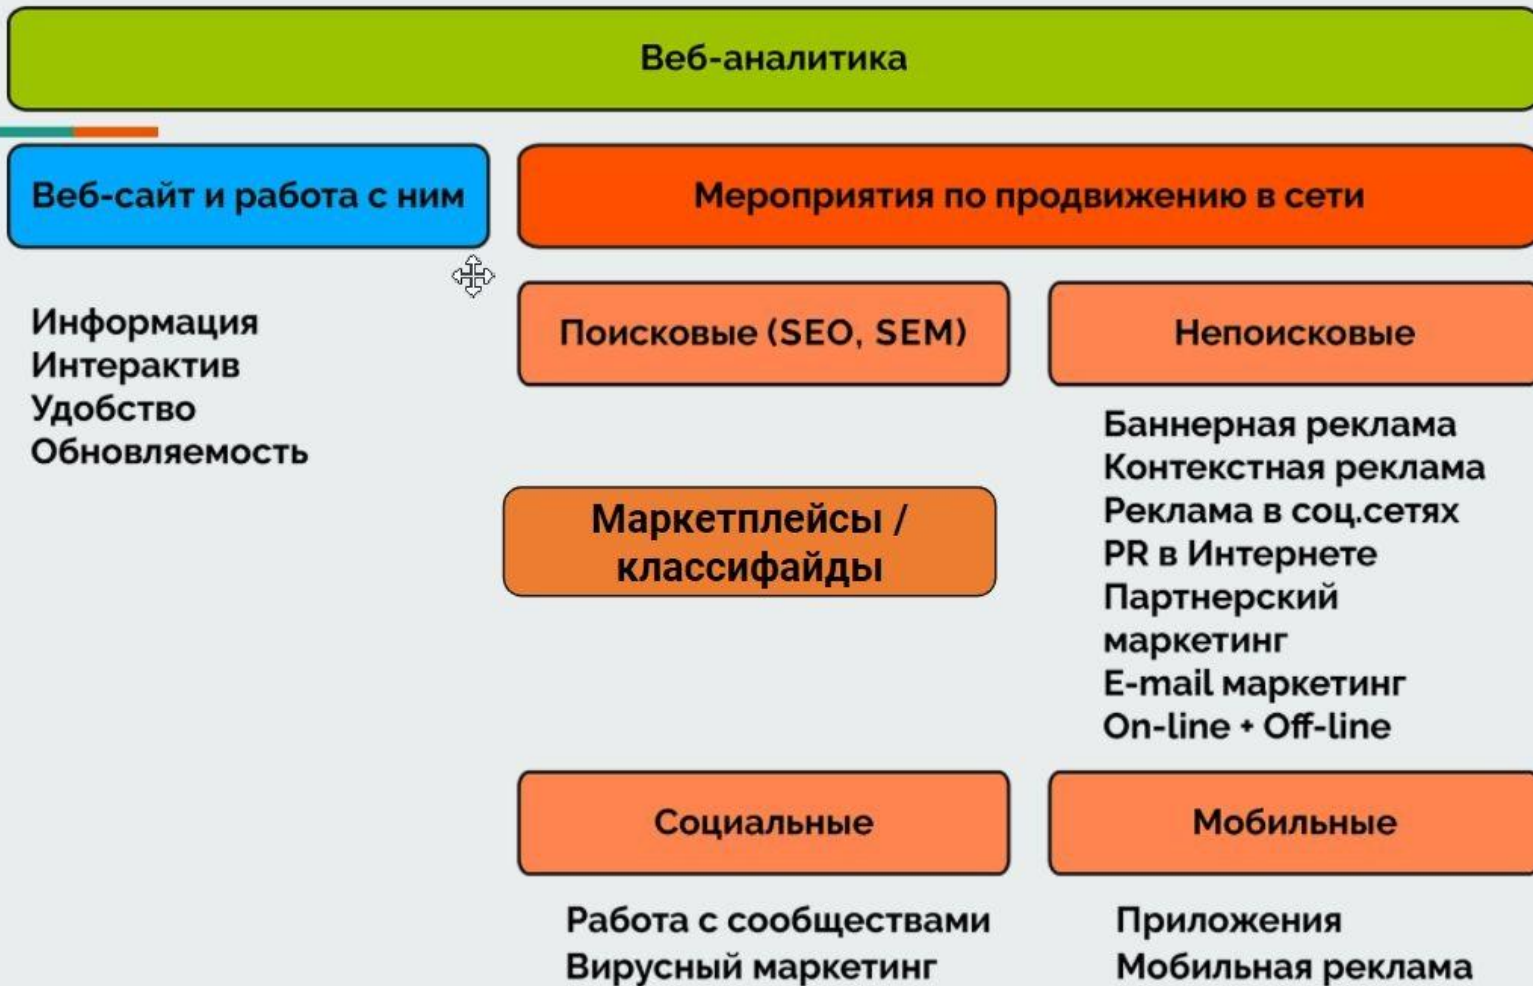 Веб-аналитика
Веб-сайт и работа с ним
Информация
Интерактив
Удобство
Обновляемость
Мероприятия по продвижению в сети
Поисковые (SEO, SEM)
Маркетплейсы /
классифайды
Непоисковые
Баннерная реклама
Контекстная реклама
Реклама в соц.сетях
PR в Интернете
Партнерский
маркетинг
E-mail маркетинг
On-line + Off-line
Социальные
Работа с сообществами
Вирусный маркетинг
Мобильные
Приложения
Мобильная реклама